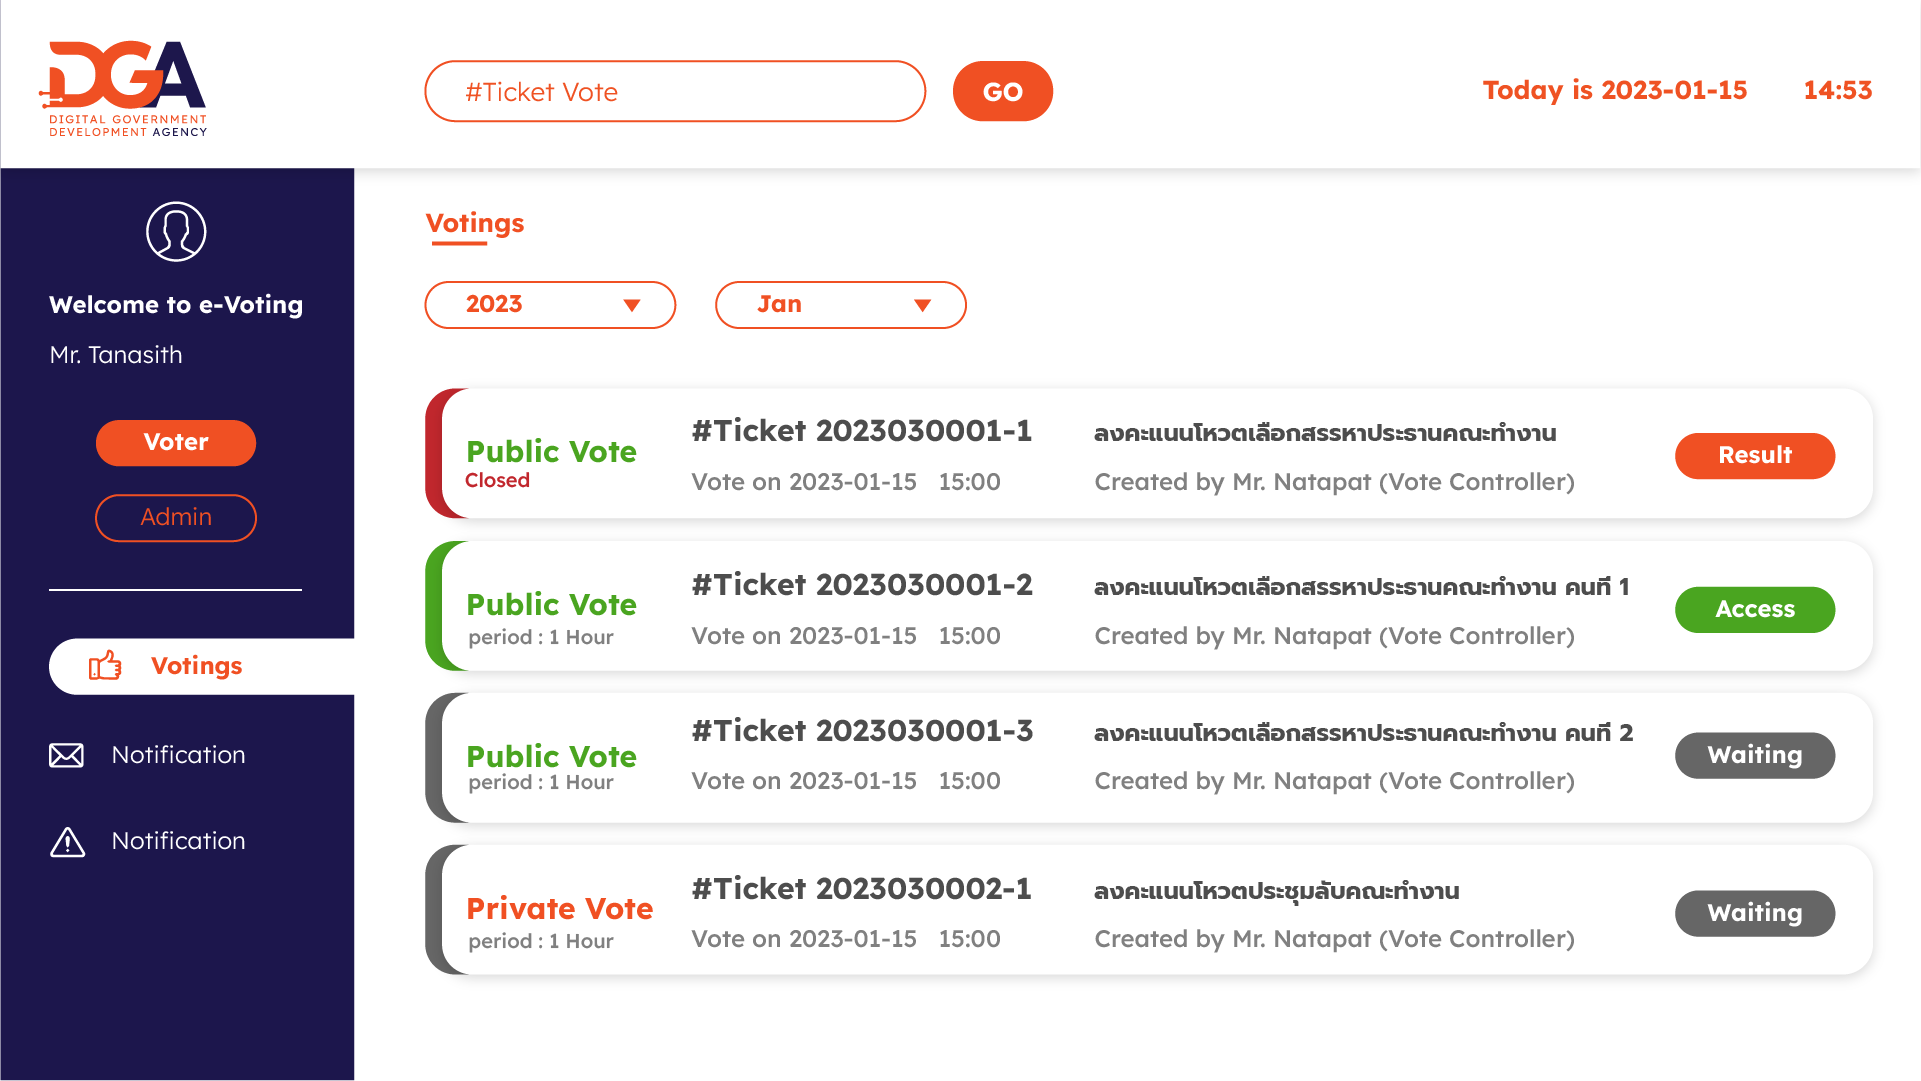 DGA
DIGITAL GOVERNMENT
DEVELOPMENT AGENCY
#Ticket Vote
GO
Today is 2023-01-15 14:53
Welcome to e-Voting
Mr. Tanasith
Voter
Admin
Votings
Notification
Notification
Votings
2023
Jan
Public Vote
Closed
#Ticket 2023030001-1
Vote on 2023-01-15 15:00
ลงคะแนนโหวตเลือกสรรหาประธานคณะทำงาน
Created by Mr. Natapat (Vote Controller)
Result
Public Vote
period : 1 Hour
#Ticket 2023030001-2
Vote on 2023-01-15 15:00
ลงคะแนนโหวตเลือกสรรหาประธานคณะทำงาน คนที 1
Created by Mr. Natapat (Vote Controller)
Access
Public Vote
period : 1 Hour
#Ticket 2023030001-3
Vote on 2023-01-15 15:00
ลงคะแนนโหวตเลือกสรรหาประธานคณะทำงาน คนที 2
Created by Mr. Natapat (Vote Controller)
Waiting
Private Vote
period : 1 Hour
#Ticket 2023030002-1
Vote on 2023-01-15 15:00
ลงคะแนนโหวตประชุมลับคณะทำงาน
Created by Mr. Natapat (Vote Controller)
Waiting